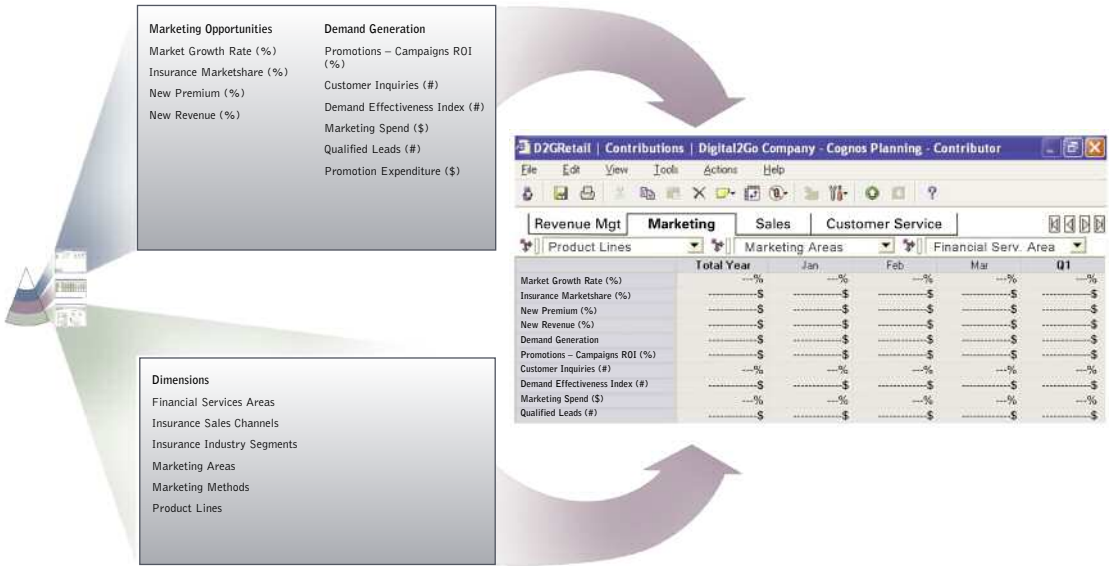 Marketing Opportunities
Market Growth Rate (%)
Insurance Marketshare (%)
New Premium (%)
New Revenue (%)
Demand Generation
Promotions – Campaigns ROI
(%)
Customer Inquiries (#)
Demand Effectiveness Index (#)
Marketing Spend ($)
Qualified Leads (#)
Promotion Expenditure ($)
D2GRetail | Contributions | Digital2Go Company - Cognos Planning - Contributor
File Edit View Tools Actions Help
Revenue Mgt Marketing Sales Customer Service
Product Lines Marketing Areas Financial Serv. Area
Total Year Jan Feb Mar Q1
Market Growth Rate (%) ---% ---% ---% ---% ---%
Insurance Marketshare (%) ------------$ ------------$ ------------$ ------------$ ------------$
New Premium (%) ------------$ ------------$ ------------$ ------------$ ------------$
New Revenue (%) ------------$ ------------$ ------------$ ------------$ ------------$
Demand Generation ------------$ ------------$ ------------$ ------------$ ------------$
Promotions – Campaigns ROI (%) ------------$ ------------$ ------------$ ------------$ ------------$
Customer Inquiries (#) ---% ---% ---% ---% ---%
Demand Effectiveness Index (#) ------------$ ------------$ ------------$ ------------$ ------------$
Marketing Spend ($) ---% ---% ---% ---% ---%
Qualified Leads (#) ------------$ ------------$ ------------$ ------------$ ------------$
Dimensions
Financial Services Areas
Insurance Sales Channels
Insurance Industry Segments
Marketing Areas
Marketing Methods
Product Lines